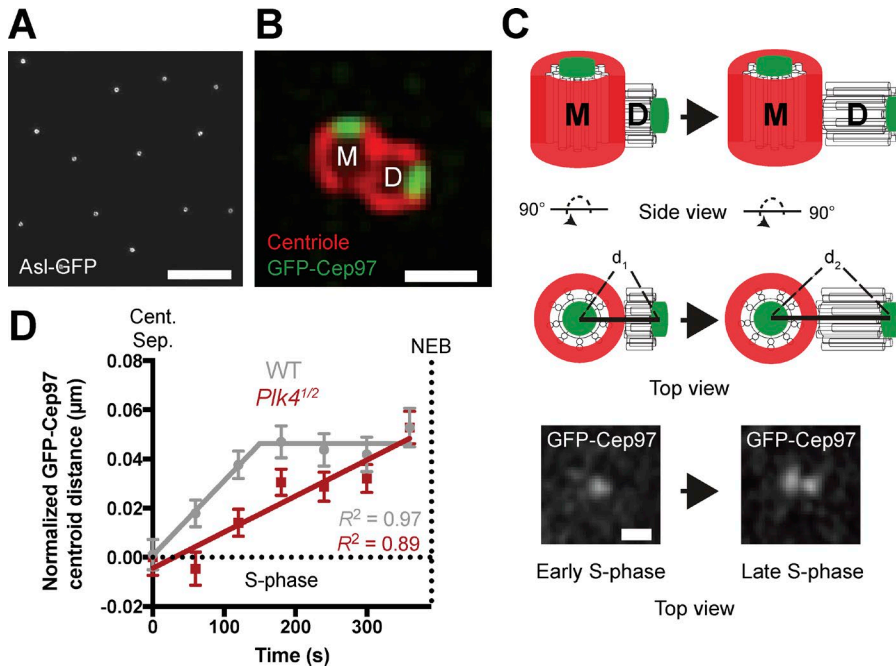 A
Asl-GFP
B
M
D
Centriole
GFP-Cep97
C
M
D
M
D
90°
Side view
90°
d1
d2
Top view
GFP-Cep97
GFP-Cep97
Early S-phase
Late S-phase
Top view
D
Cent.
Sep.
NEB
WT
Plk41/2
Normalized GFP-Cep97
centroid distance (µm)
0.08
0.06
0.04
0.02
0.00
-0.02
R2 = 0.97
R2 = 0.89
S-phase
0
100
200
300
Time (s)